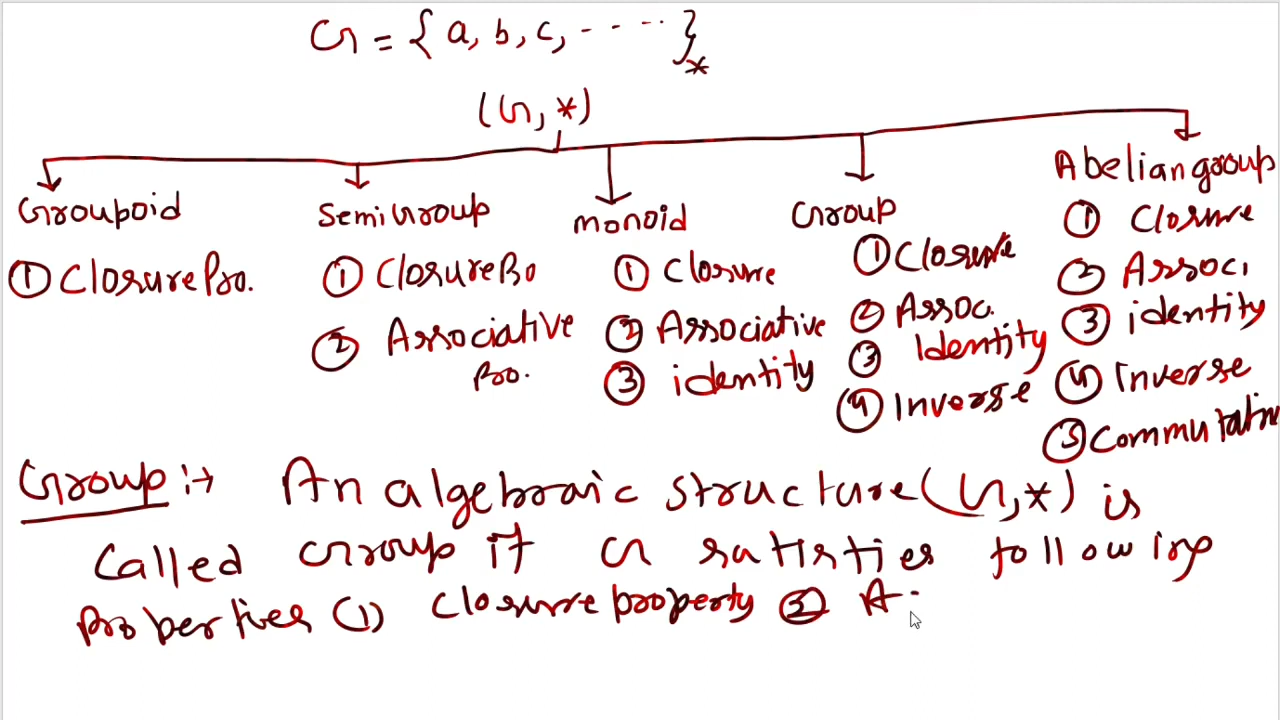 G = { a, b, c, ------ }*
(G, *)
Groupoid
① Closure Pro.
Semi Group
① Closure Pro
② Associative
Pro.
monoid
① Closure
② Associative
③ identity
Group
① Closure
② Assoc.
③ Identity
④ Inverse
Abelian group
① Closure
② Assoc.
③ identity
④ Inverse
⑤ Commutative
Group :→ An algebraic structure (G, *) is
Called Group if G satisfies following
Properties (1) Closure property ② A.